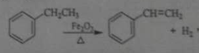 CH₂CH₃ Fe₂O₃ △ CH=CH₂ + H₂